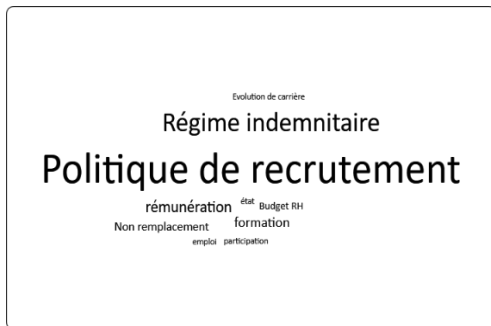 Evolution de carrière
Régime indemnitaire
Politique de recrutement
rémunération état Budget RH
Non remplacement formation
emploi participation